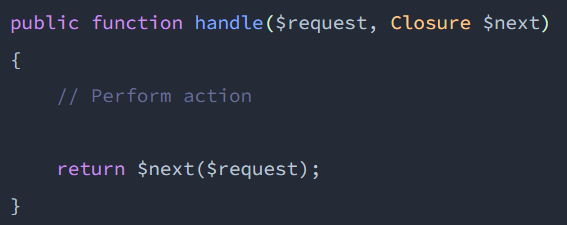 public function handle($request, Closure $next)
{
    // Perform action

    return $next($request);
}